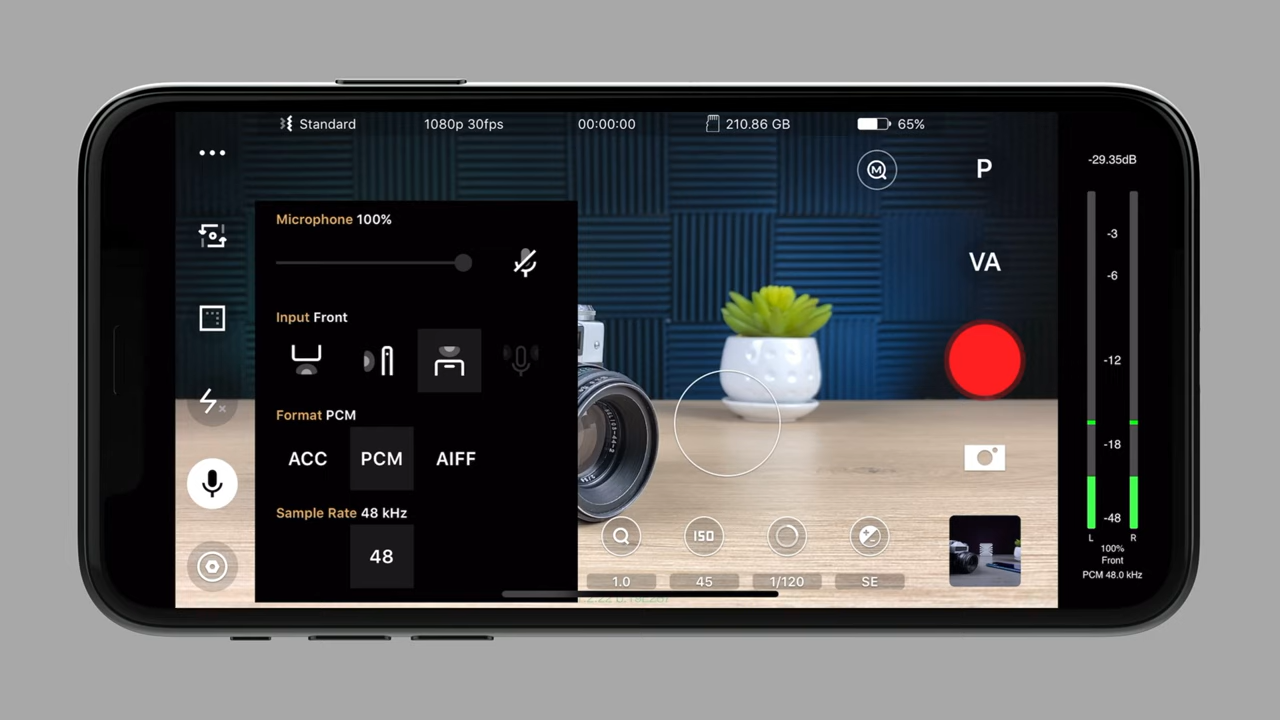 Standard
1080p 30fps
00:00:00
210.86 GB
65%
M
P
VA
Microphone 100%
Input Front
Format PCM
ACC
PCM
AIFF
Sample Rate 48 kHz
48
ISO
1.0
45
1/120
SE
-29.35dB
-3
-6
-12
-18
-48
L
R
100%
Front
PCM 48.0 kHz